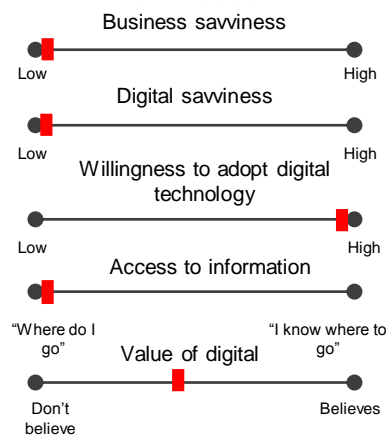 Business savviness
Low High
Digital savviness
Low High
Willingness to adopt digital
technology
Low High
Access to information
"Where do I
go"
"I know where to
go"
Value of digital
Don't
believe
Believes